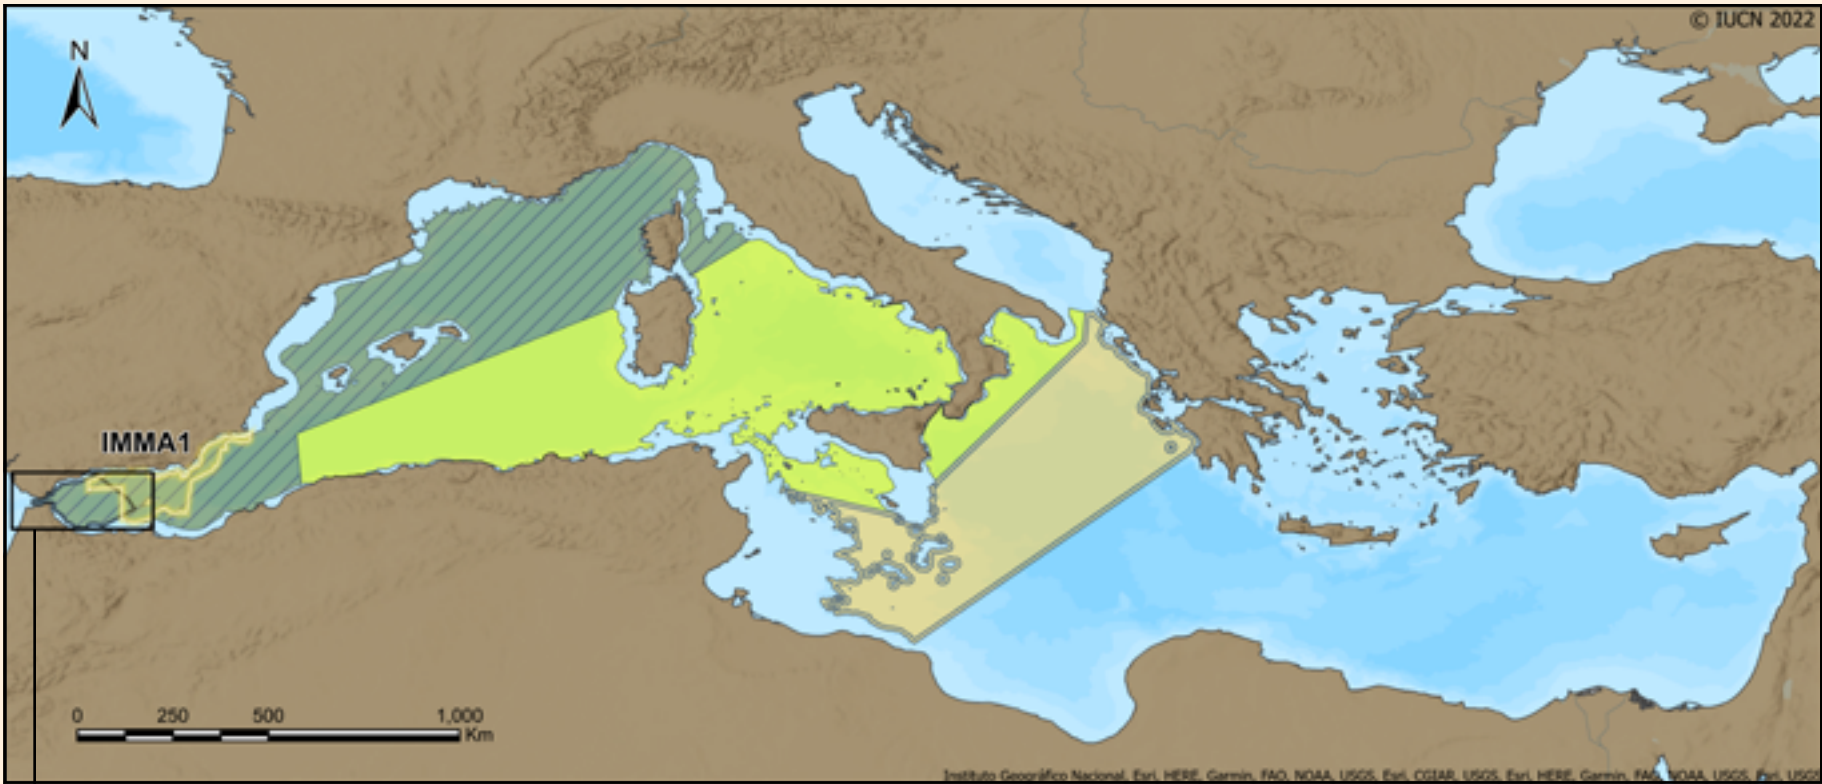 © IUCN 2022
N
IMMA1
0 250 500 1,000
Km
Instituto Geográfico Nacional, Esri, HERE, Garmin, FAO, NOAA, USGS, Esri, CGIAR, USGS, Esri, HERE, Garmin, FAO, NOAA, USGS, Esri, USGS